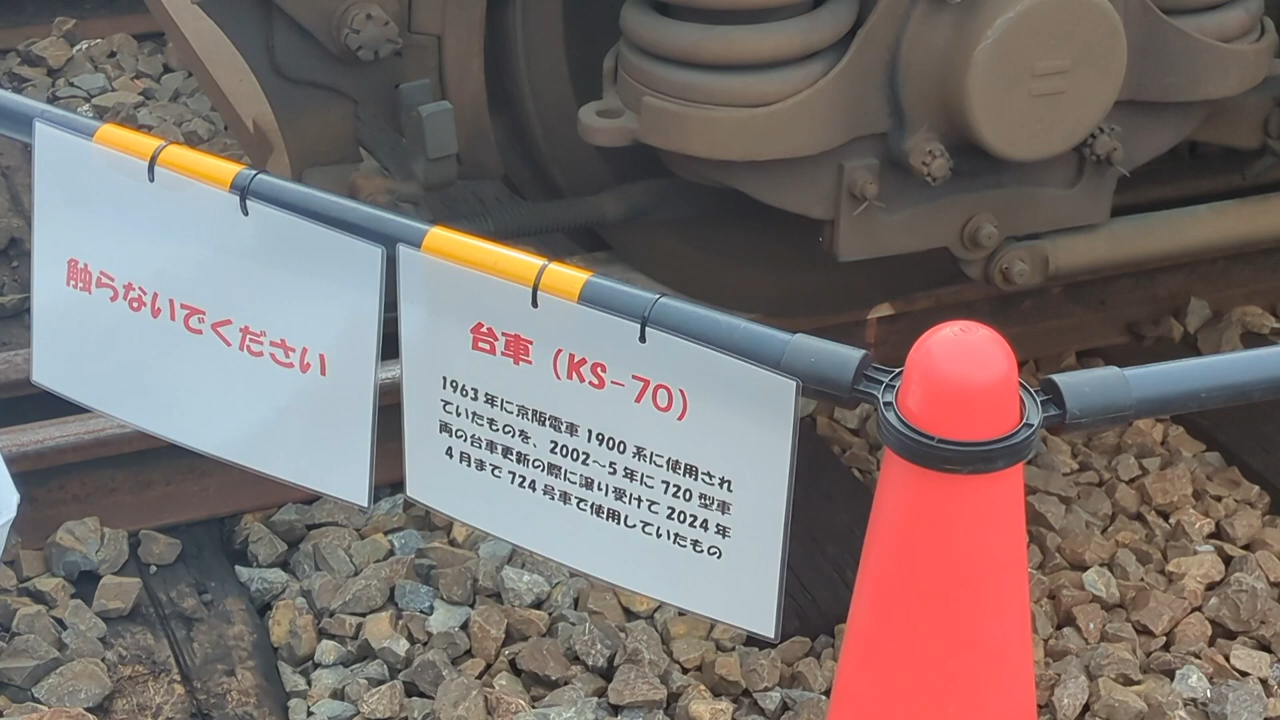 触らないでください
台車（KS-70）
1963年に京阪電車1900系に使用され
ていたものを、2002～5年に720型車
両の台車更新の際に譲り受けて2024年
4月まで724号車で使用していたもの